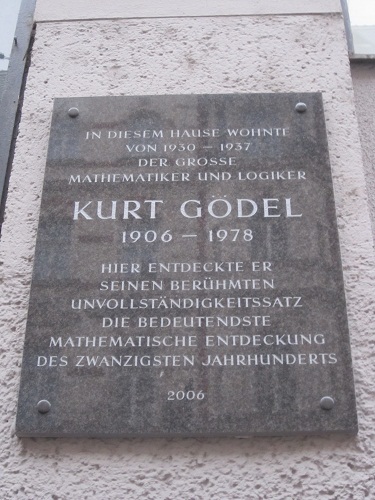 IN DIESEM HAUSE WOHNTE
VON 1930 – 1937
DER GROSSE
MATHEMATIKER UND LOGIKER
KURT GÖDEL
1906 – 1978
HIER ENTDECKTE ER
SEINEN BERÜHMTEN
UNVOLLSTÄNDIGKEITSSATZ
DIE BEDEUTENDSTE
MATHEMATISCHE ENTDECKUNG
DES ZWANZIGSTEN JAHRHUNDERTS
2006